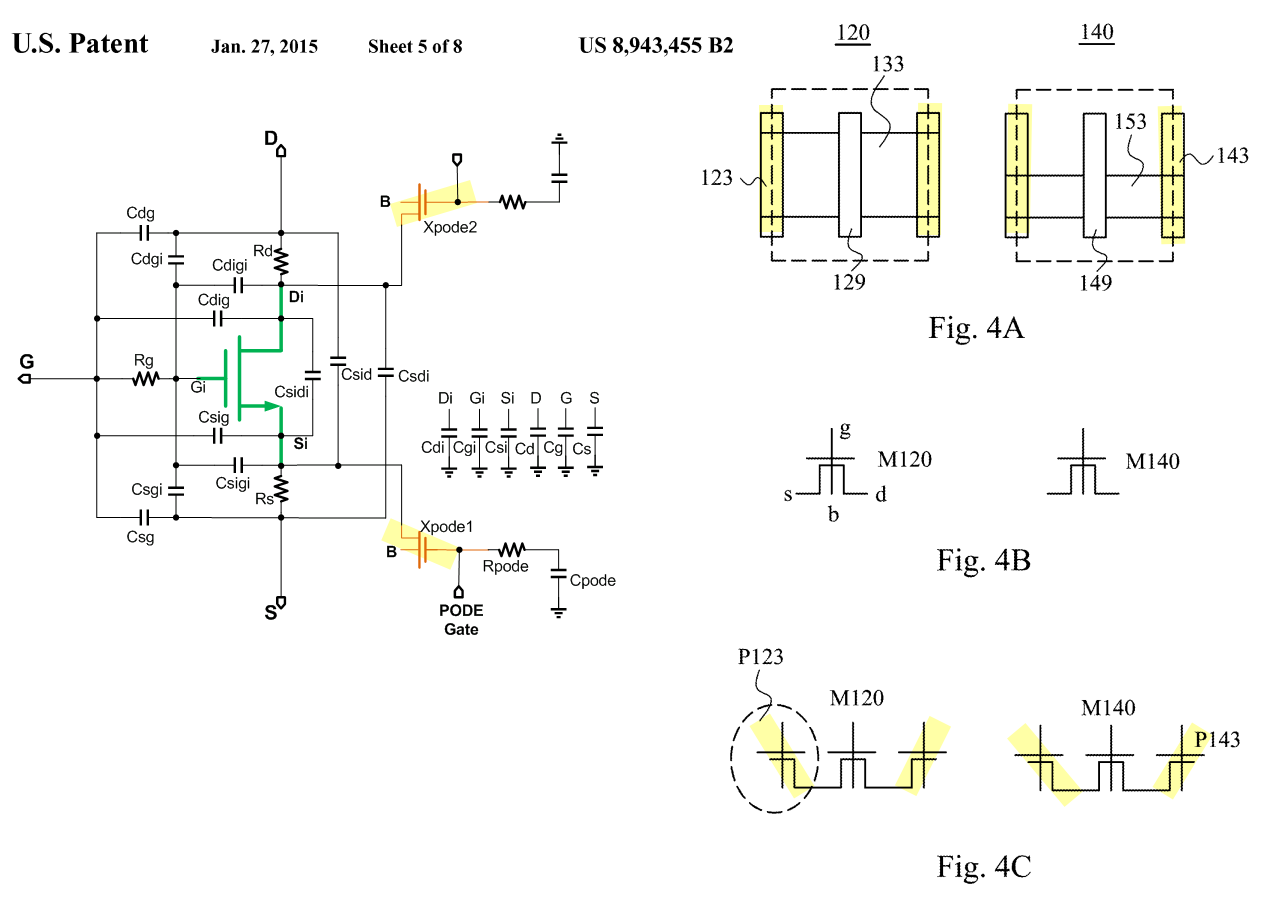 U.S. Patent Jan. 27, 2015 Sheet 5 of 8 US 8,943,455 B2
120 140
133
153
123
143
129
149
Fig. 4A
D
B
Xpode2
Cdg
Cdgi
Rd
Cdigi
Di
Cdig
G
Rg
Gi
Csidi
Csid
Csdi
Csig
Si
Csigi
Csgi
Rs
Csg
S
Di Gi Si D G S
Cdi Cgi Csi Cd Cg Cs
Xpode1
B
Rpode
Cpode
PODE
Gate
g
M120
s
d
b
M140
Fig. 4B
P123
M120
M140
P143
Fig. 4C